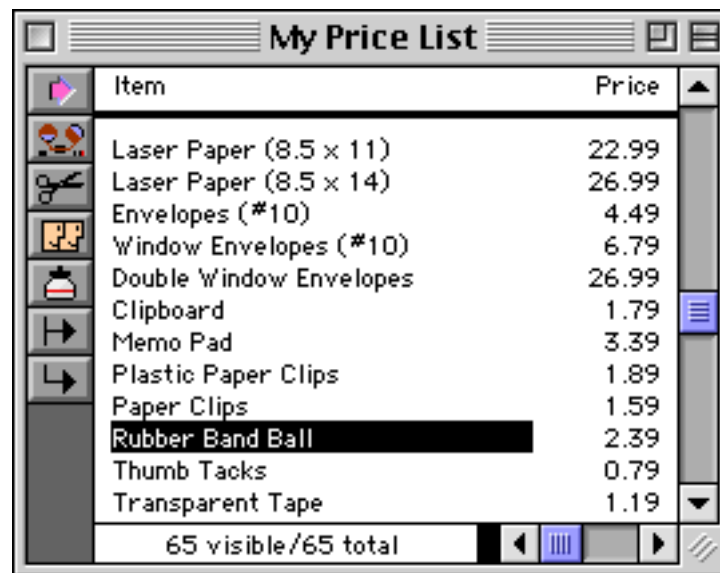 My Price List
Item Price
Laser Paper (8.5 x 11) 22.99
Laser Paper (8.5 x 14) 26.99
Envelopes (#10) 4.49
Window Envelopes (#10) 6.79
Double Window Envelopes 26.99
Clipboard 1.79
Memo Pad 3.39
Plastic Paper Clips 1.89
Paper Clips 1.59
Rubber Band Ball 2.39
Thumb Tacks 0.79
Transparent Tape 1.19
65 visible/65 total